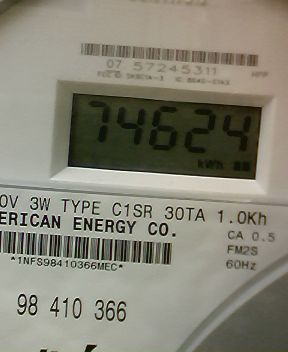 07 57245311
74624
kWh
0V 3W TYPE C1SR 30TA 1.0Kh
ERICAN ENERGY CO.
CA 0.5
FM2S
*1NFS98410366MEC*
60Hz
98 410 366